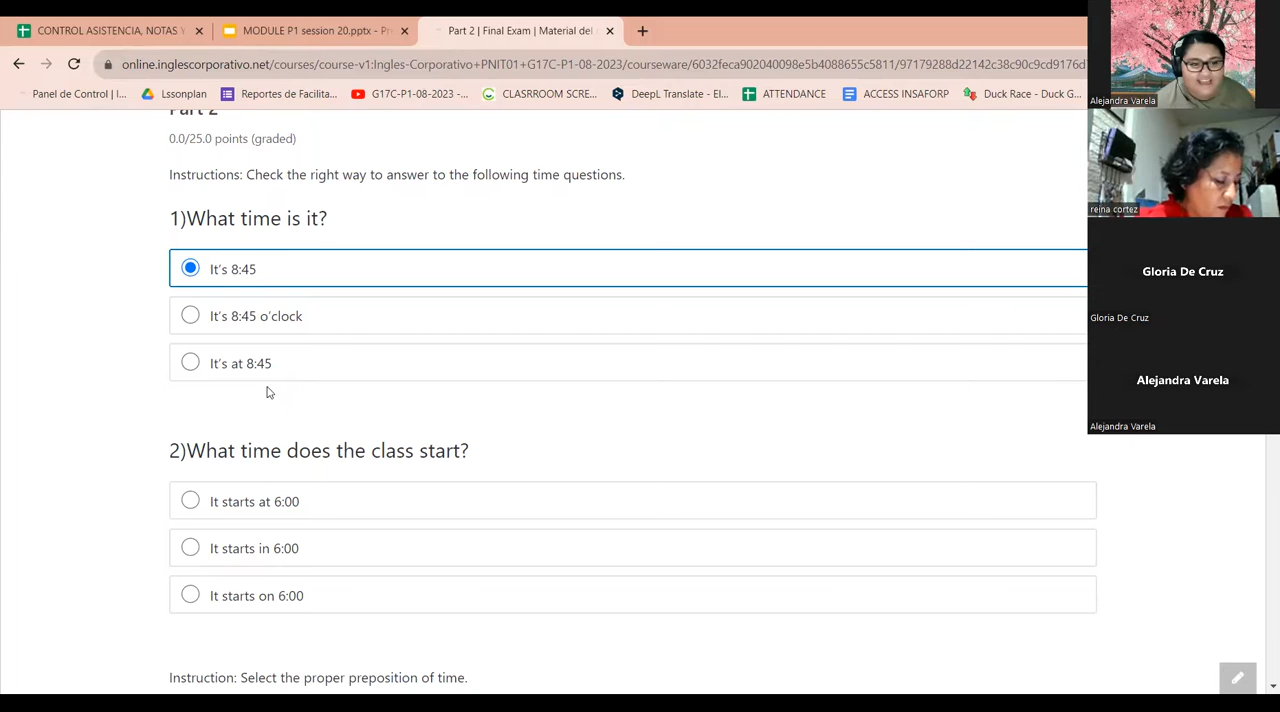 CONTROL ASISTENCIA, NOTAS Y
MODULE P1 session 20.pptx - Pr
Part 2 | Final Exam | Material del
online.inglescorporativo.net/courses/course-v1:Ingles-Corporativo+PNIT01+G17C-P1-08-2023/courseware/6032feca902040098e5b4088655c5811/97179288d22142c38c90c9cd9176d
Panel de Control | I...
Lssonplan
Reportes de Facilita...
G17C-P1-08-2023 -...
CLASSROOM SCRE...
DeepL Translate - El...
ATTENDANCE
ACCESS INSAFORP
Duck Race - Duck G...
Alejandra Varela
reina cortez
Gloria De Cruz
Gloria De Cruz
Alejandra Varela
Alejandra Varela
Part 2
0.0/25.0 points (graded)
Instructions: Check the right way to answer to the following time questions.
1)What time is it?
It's 8:45
It's 8:45 o'clock
It's at 8:45
2)What time does the class start?
It starts at 6:00
It starts in 6:00
It starts on 6:00
Instruction: Select the proper preposition of time.